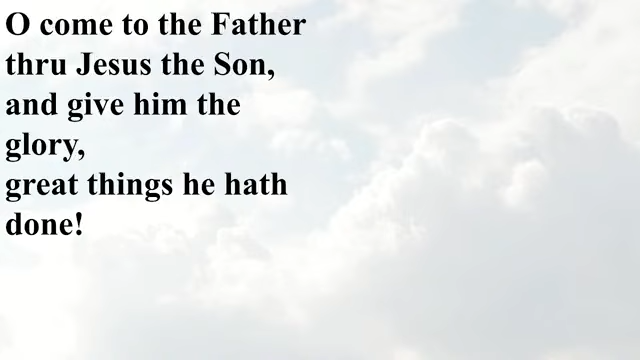 O come to the Father
thru Jesus the Son,
and give him the
glory,
great things he hath
done!